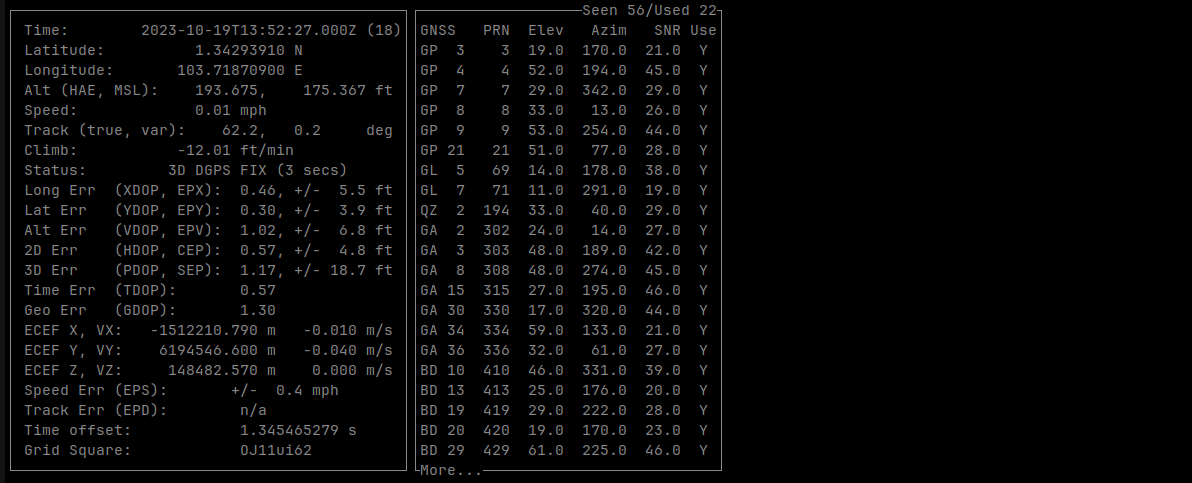 Seen 56/Used 22
Time: 2023-10-19T13:52:27.000Z (18) GNSS PRN Elev Azim SNR Use
Latitude: 1.34293910 N GP 3 3 19.0 170.0 21.0 Y
Longitude: 103.71870900 E GP 4 4 52.0 194.0 45.0 Y
Alt (HAE, MSL): 193.675, 175.367 ft GP 7 7 29.0 342.0 29.0 Y
Speed: 0.01 mph GP 8 8 33.0 13.0 26.0 Y
Track (true, var): 62.2, 0.2 deg GP 9 9 53.0 254.0 44.0 Y
Climb: -12.01 ft/min GP 21 21 51.0 77.0 28.0 Y
Status: 3D DGPS FIX (3 secs) GL 5 69 14.0 178.0 38.0 Y
Long Err (XDOP, EPX): 0.46, +/- 5.5 ft GL 7 71 11.0 291.0 19.0 Y
Lat Err (YDOP, EPY): 0.30, +/- 3.9 ft QZ 2 194 33.0 40.0 29.0 Y
Alt Err (VDOP, EPV): 1.02, +/- 6.8 ft GA 2 302 24.0 14.0 27.0 Y
2D Err (HDOP, CEP): 0.57, +/- 4.8 ft GA 3 303 48.0 189.0 42.0 Y
3D Err (PDOP, SEP): 1.17, +/- 18.7 ft GA 8 308 48.0 274.0 45.0 Y
Time Err (TDOP): 0.57 GA 15 315 27.0 195.0 46.0 Y
Geo Err (GDOP): 1.30 GA 30 330 17.0 320.0 44.0 Y
ECEF X, VX: -1512210.790 m -0.010 m/s GA 34 334 59.0 133.0 21.0 Y
ECEF Y, VY: 6194546.600 m -0.040 m/s GA 36 336 32.0 61.0 27.0 Y
ECEF Z, VZ: 148482.570 m 0.000 m/s BD 10 410 46.0 331.0 39.0 Y
Speed Err (EPS): +/- 0.4 mph BD 13 413 25.0 176.0 20.0 Y
Track Err (EPD): n/a BD 19 419 29.0 222.0 28.0 Y
Time offset: 1.345465279 s BD 20 420 19.0 170.0 23.0 Y
Grid Square: OJ11ui62 BD 29 429 61.0 225.0 46.0 Y
More...